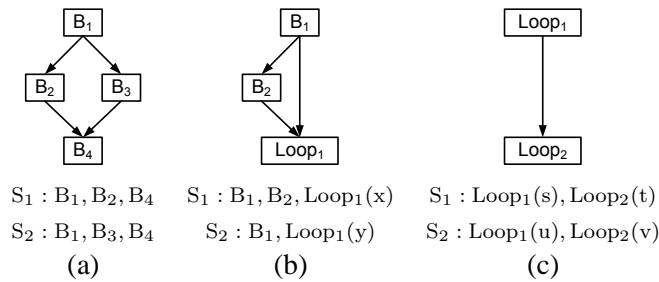 B₁ B₁ Loop₁
B₂ B₃ B₂
B₄ Loop₁ Loop₂
S₁ : B₁, B₂, B₄ S₁ : B₁, B₂, Loop₁(x) S₁ : Loop₁(s), Loop₂(t)
S₂ : B₁, B₃, B₄ S₂ : B₁, Loop₁(y) S₂ : Loop₁(u), Loop₂(v)
(a) (b) (c)